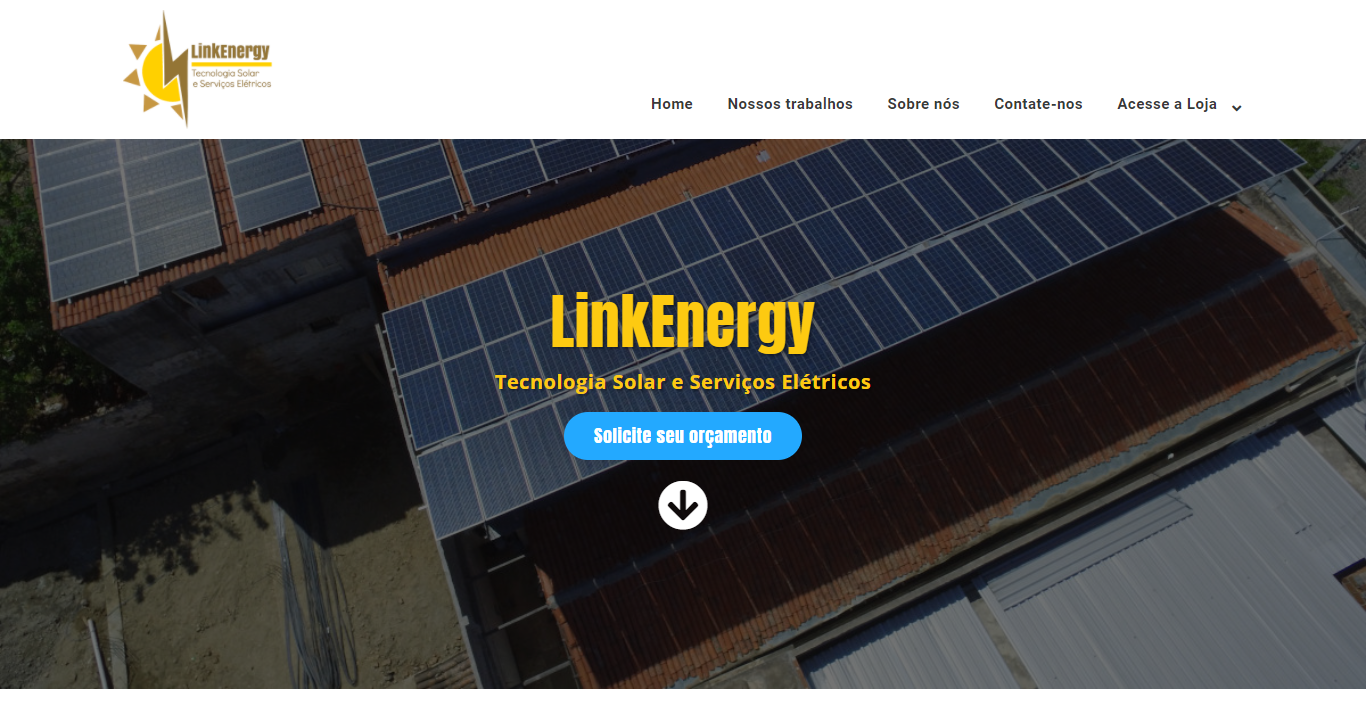 LinkEnergy
Tecnologia Solar
e Serviços Elétricos
Home Nossos trabalhos Sobre nós Contate-nos Acesse a Loja
LinkEnergy
Tecnologia Solar e Serviços Elétricos
Solicite seu orçamento